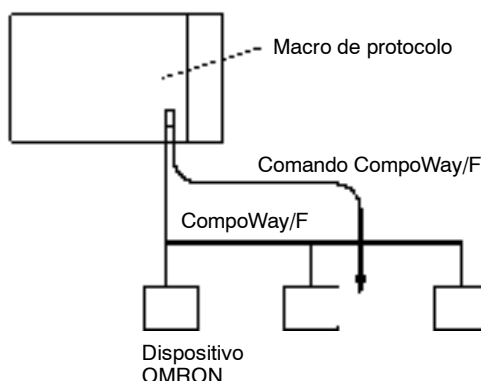 Macro de protocolo
Comando CompoWay/F
CompoWay/F
Dispositivo
OMRON